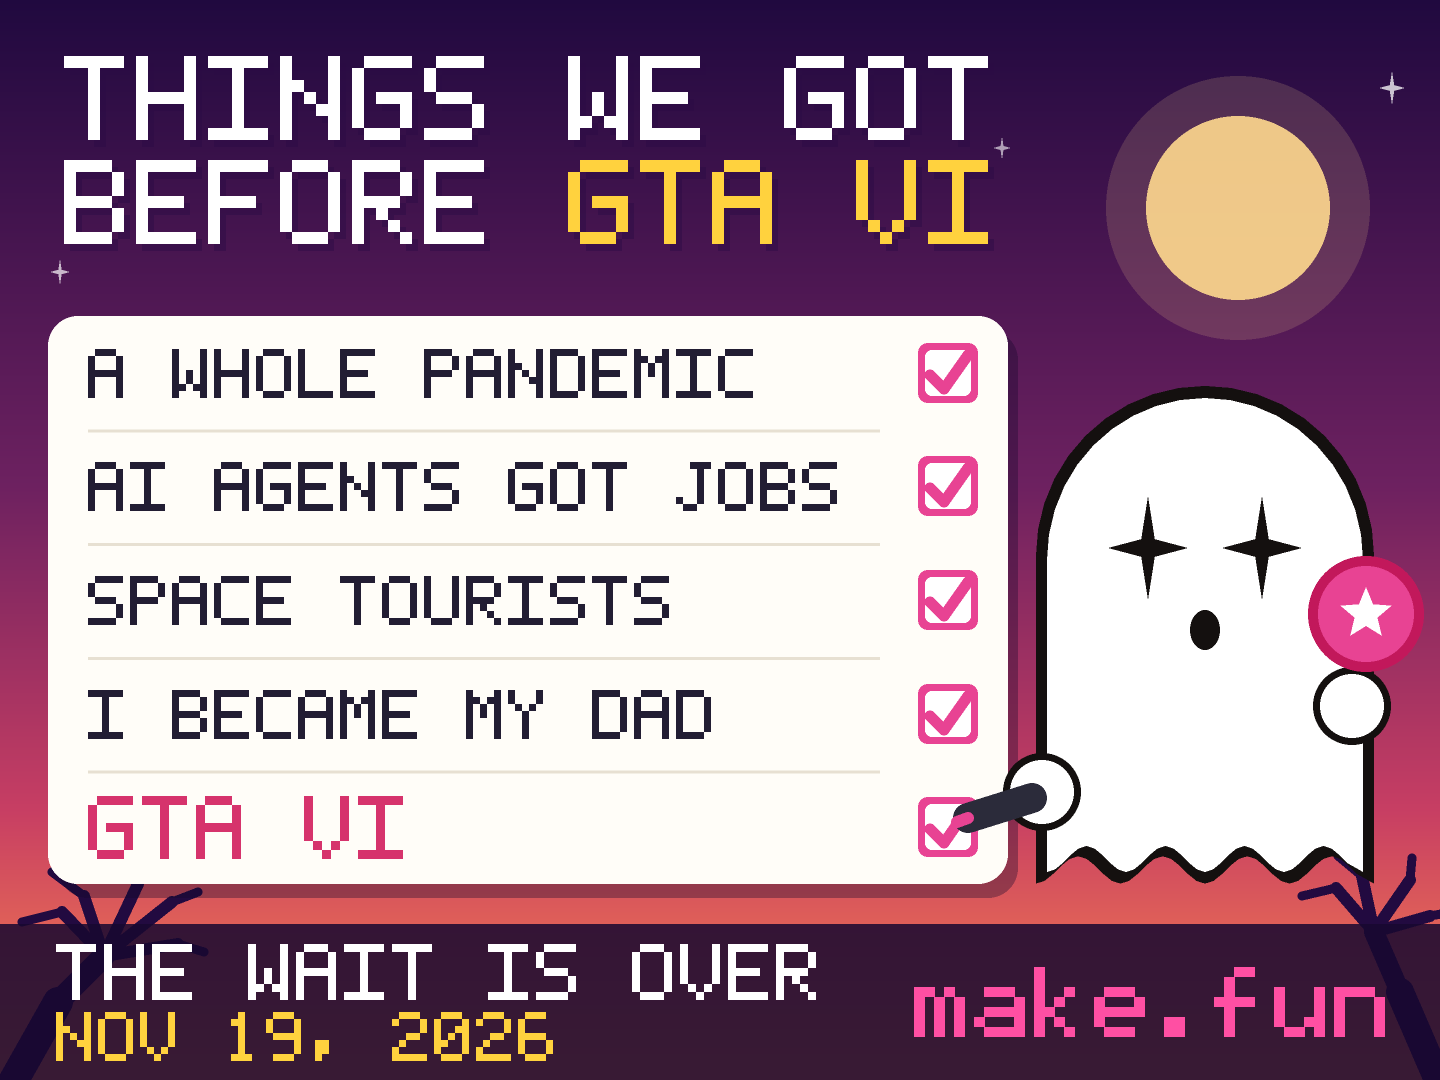 THINGS WE GOT
BEFORE GTA VI
A WHOLE PANDEMIC
AI AGENTS GOT JOBS
SPACE TOURISTS
I BECAME MY DAD
GTA VI
THE WAIT IS OVER
NOV 19, 2026
make.fun